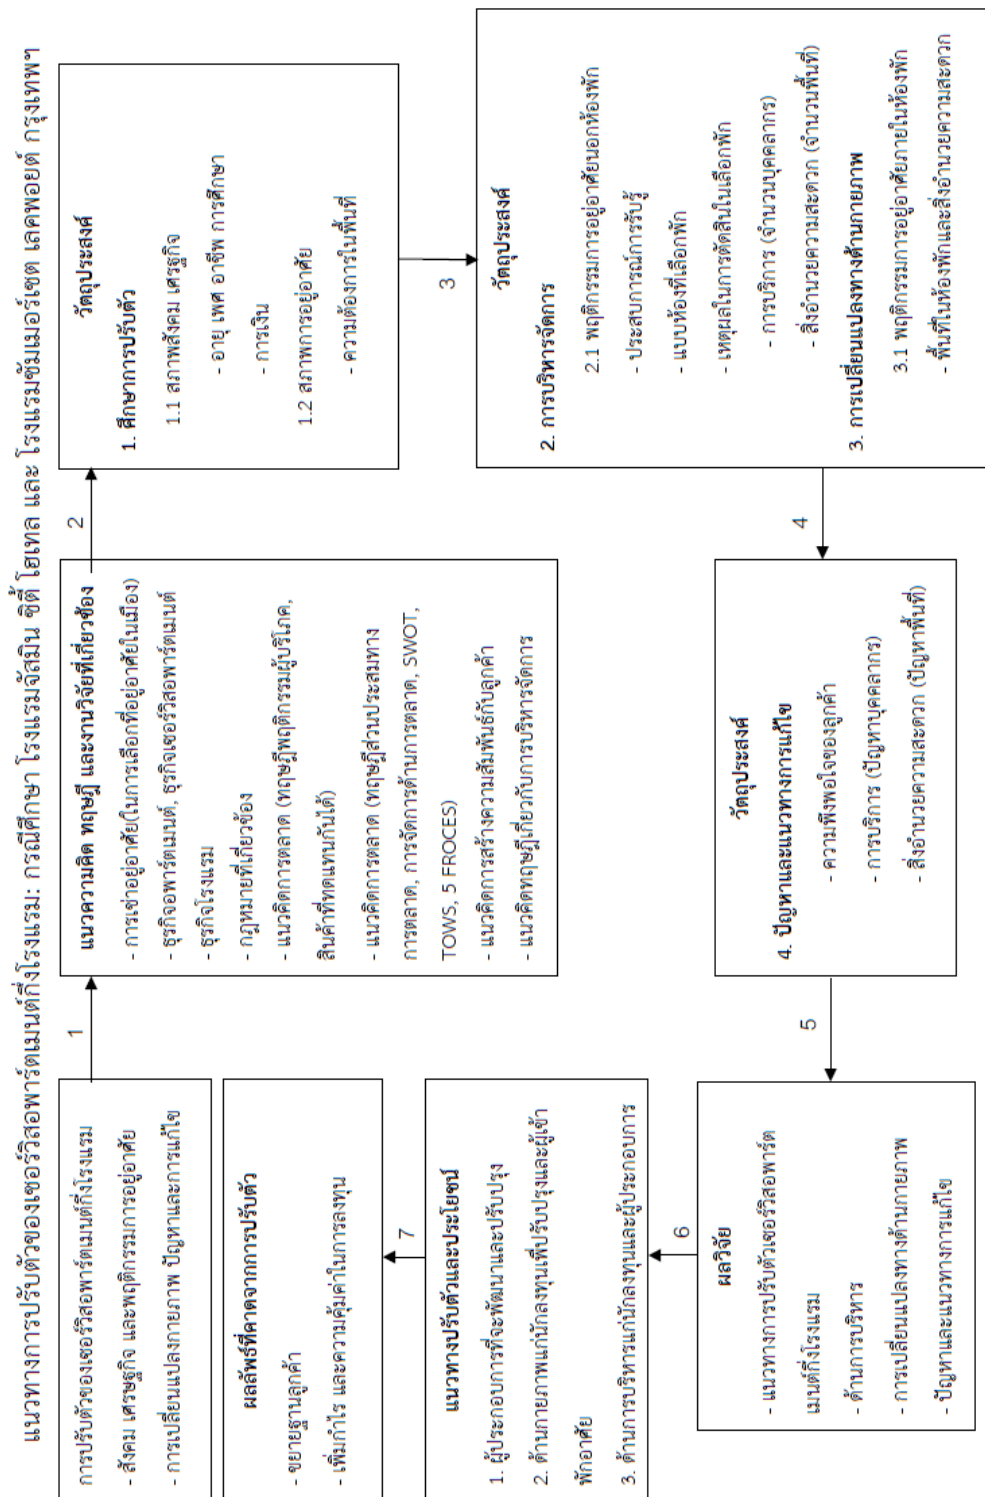 แนวทางการปรับตัวของเซอร์วิสอพาร์ตเมนต์กึ่งโรงแรม: กรณีศึกษา โรงแรมจัสมิน ซิตี้ โฮเทล และ โรงแรมซัมเมอร์เซต เลคพอยต์ กรุงเทพฯ
การปรับตัวของเซอร์วิสอพาร์ตเมนต์กึ่งโรงแรม
- สังคม เศรษฐกิจ และพฤติกรรมการอยู่อาศัย
- การเปลี่ยนแปลงกายภาพ ปัญหาและการแก้ไข
1
แนวความคิด ทฤษฎี และงานวิจัยที่เกี่ยวข้อง
- การเช่าอยู่อาศัย(ในการเลือกที่อยู่อาศัยในเมือง)
- ธุรกิจอพาร์ตเมนต์, ธุรกิจเซอร์วิสอพาร์ตเมนต์
- ธุรกิจโรงแรม
- กฎหมายที่เกี่ยวข้อง
- แนวคิดการตลาด (ทฤษฎีพฤติกรรมผู้บริโภค,
สินค้าที่ทดแทนกันได้)
- แนวคิดการตลาด (ทฤษฎีส่วนประสมทาง
การตลาด, การจัดการด้านการตลาด, SWOT,
TOWS, 5 FROCES)
- แนวคิดการสร้างความสัมพันธ์กับลูกค้า
- แนวคิดทฤษฎีเกี่ยวกับการบริหารจัดการ
2
วัตถุประสงค์
1. ศึกษาการปรับตัว
1.1 สภาพสังคม เศรฐกิจ
- อายุ เพศ อาชีพ การศึกษา
- การเงิน
1.2 สภาพการอยู่อาศัย
- ความต้องการในพื้นที่
3
วัตถุประสงค์
2. การบริหารจัดการ
2.1 พฤติกรรมการอยู่อาศัยนอกห้องพัก
- ประสบการณ์การรับรู้
- แบบห้องที่เลือกพัก
- เหตุผลในการตัดสินในเลือกพัก
- การบริการ (จำนวนบุคคลากร)
- สิ่งอำนวยความสะดวก (จำนวนพื้นที่)
3. การเปลี่ยนแปลงทางด้านกายภาพ
3.1 พฤติกรรมการอยู่อาศัยภายในห้องพัก
- พื้นที่ในห้องพักและสิ่งอำนวยความสะดวก
4
วัตถุประสงค์
4. ปัญหาและแนวทางการแก้ไข
- ความพึงพอใจของลูกค้า
- การบริการ (ปัญหาบุคคลากร)
- สิ่งอำนวยความสะดวก (ปัญหาพื้นที่)
5
ผลวิจัย
- แนวทางการปรับตัวเซอร์วิสอพาร์ต
เมนต์กึ่งโรงแรม
- ด้านการบริหาร
- การเปลี่ยนแปลงทางด้านกายภาพ
- ปัญหาและแนวทางการแก้ไข
6
แนวทางปรับตัวและประโยชน์
1. ผู้ประกอบการที่จะพัฒนาและปรับปรุง
2. ด้านกายภาพแก่นักลงทุนเพื่ปรับปรุงและผู้เข้า
พักอาศัย
3. ด้านการบริหารแก่นักลงทุนและผู้ประกอบการ
7
ผลลัพธ์ที่คาดจากการปรับตัว
- ขยายฐานลูกค้า
- เพิ่มกำไร และความคุ้มค่าในการลงทุน